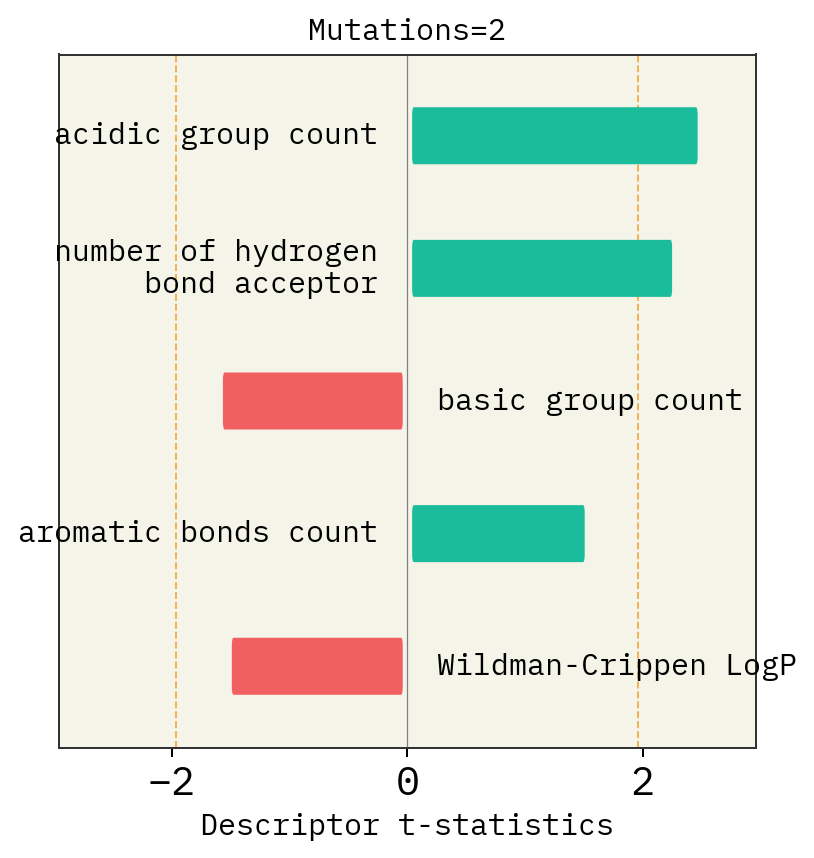 Mutations=2
acidic group count
number of hydrogen
bond acceptor
basic group count
aromatic bonds count
Wildman-Crippen LogP
−2 0 2
Descriptor t-statistics